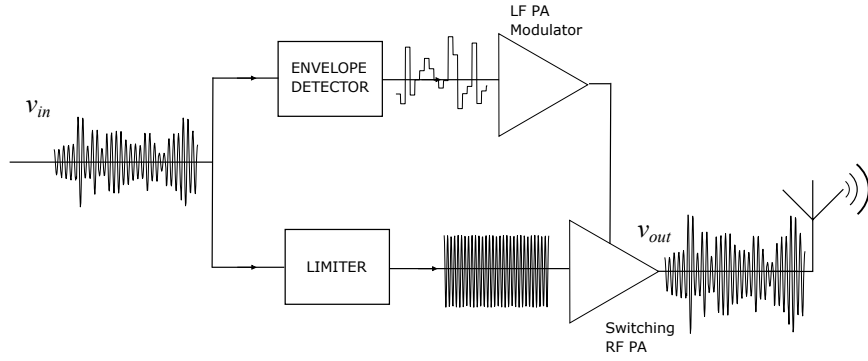 LF PA
Modulator
ENVELOPE
DETECTOR
v_in
v_out
LIMITER
Switching
RF PA